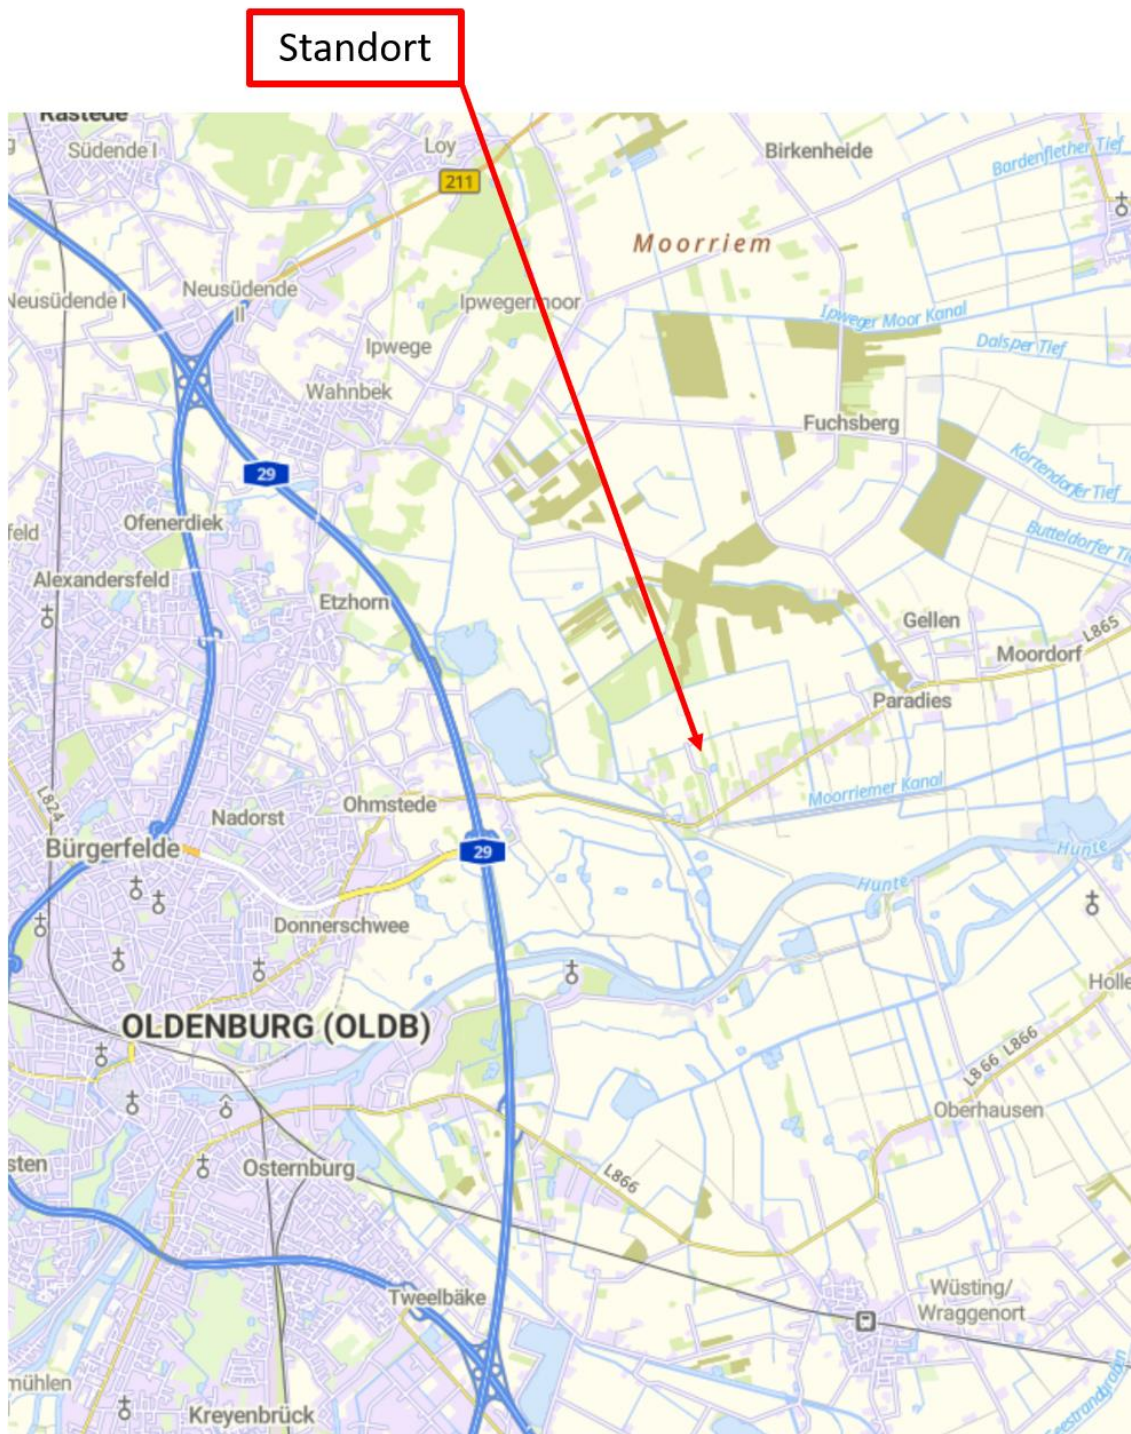 Standort
Rastede
Südende I
Loy
211
Birkenheide
Bardenflether Tief
Moorriem
Neusüdende I
Neusüdende
II
Ipwegermoor
Ipweger Moor Kanal
Dalsper Tief
Ipwege
Wahnbek
Fuchsberg
29
Kortendorfer Tief
Ofenerdiek
feld
Butteldorfer Tie
Alexandersfeld
Etzhorn
Gellen
L865
Moordorf
Paradies
L824
Moorriemer Kanal
Ohmstede
Nadorst
Bürgerfelde
29
Hunte
Hunte
Donnerschwee
Holle
OLDENBURG (OLDB)
L866
L866
Oberhausen
sten
Osternburg
L866
Wüsting/
Wraggenort
Tweelbäke
mühlen
Kreyenbrück
Geestrandgraben